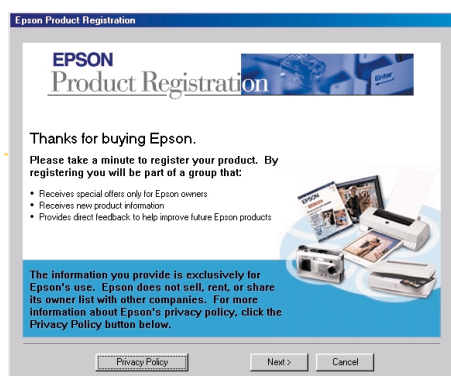 Epson Product Registration
EPSON
Product Registration
Enter
Thanks for buying Epson.
Please take a minute to register your product. By
registering you will be part of a group that:
• Receives special offers only for Epson owners
• Receives new product information
• Provides direct feedback to help improve future Epson products
EPSON
The information you provide is exclusively for
Epson's use. Epson does not sell, rent, or share
its owner list with other companies. For more
information about Epson's privacy policy, click the
Privacy Policy button below.
Privacy Policy
Next >
Cancel